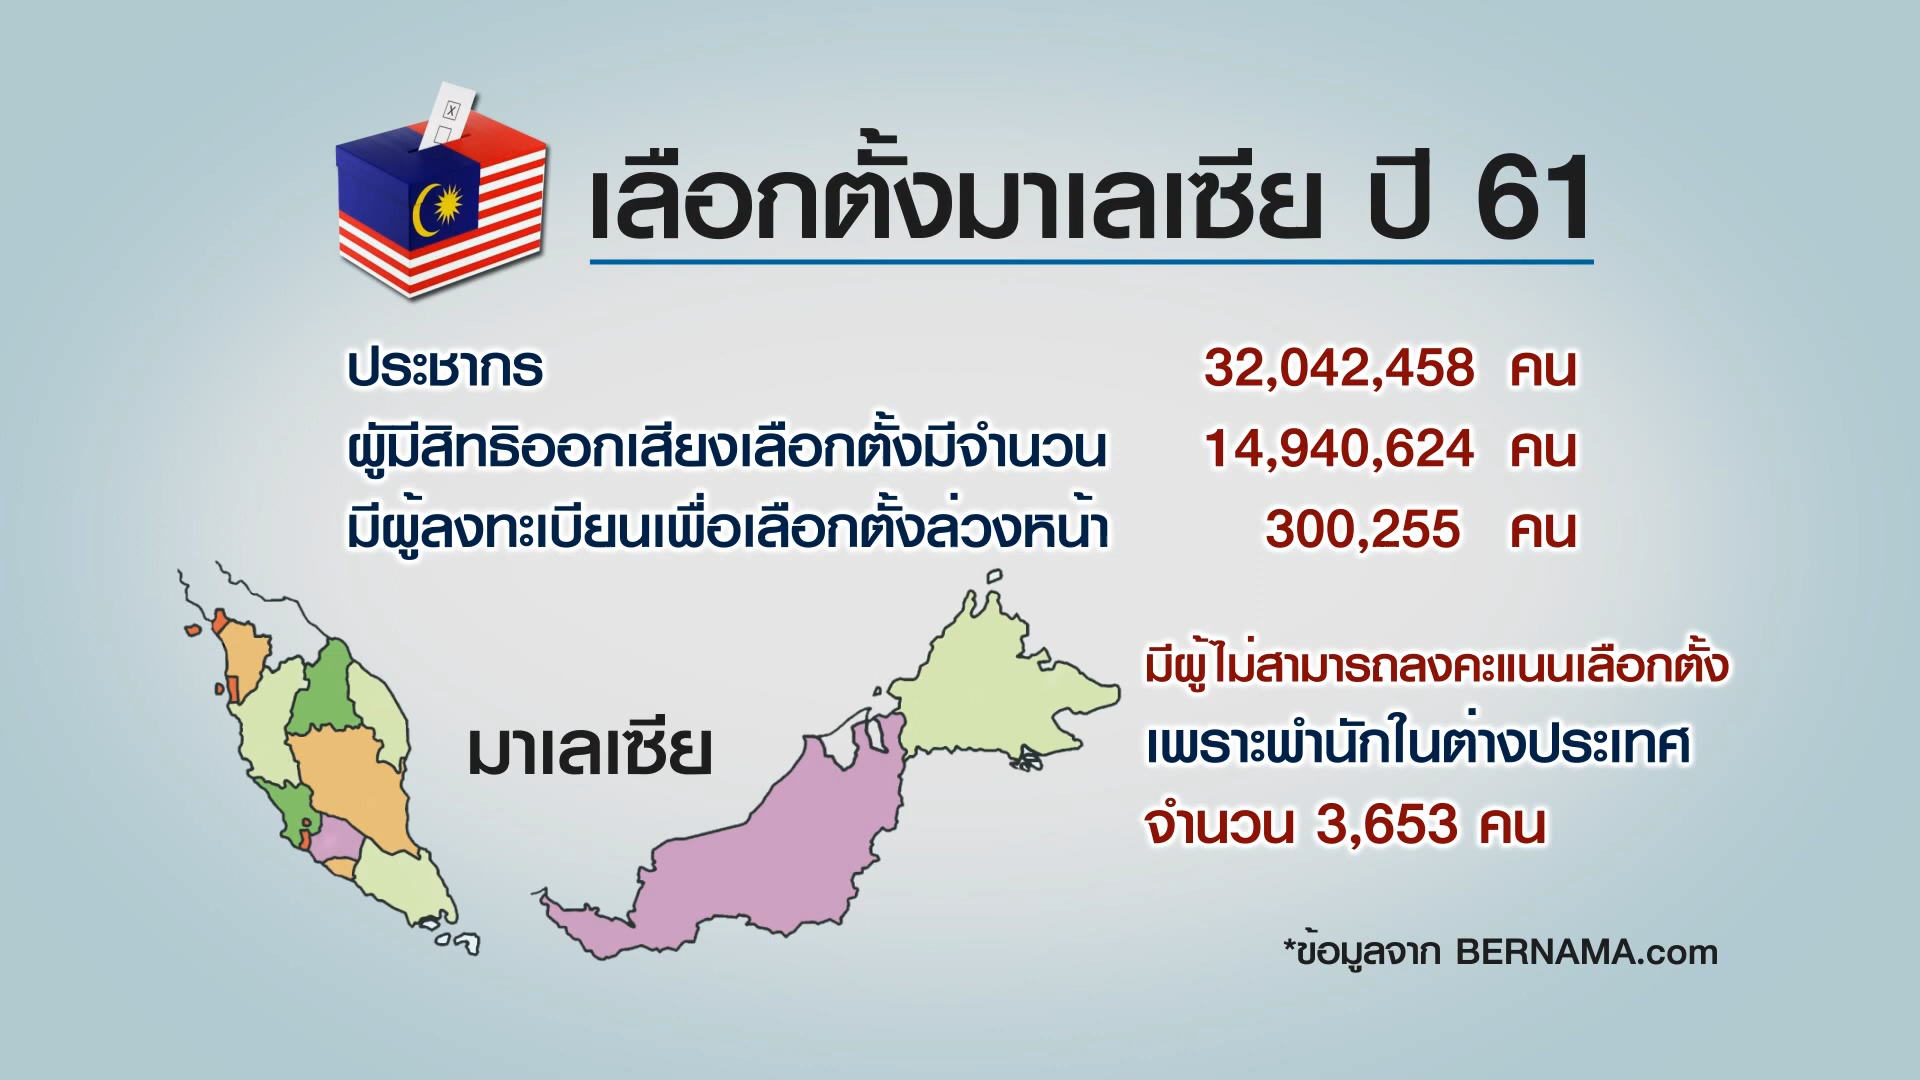 เลือกตั้งมาเลเซีย ปี 61
ประชากร 32,042,458 คน
ผู้มีสิทธิออกเสียงเลือกตั้งมีจำนวน 14,940,624 คน
มีผู้ลงทะเบียนเพื่อเลือกตั้งล่วงหน้า 300,255 คน
มาเลเซีย
มีผู้ไม่สามารถลงคะแนนเลือกตั้ง
เพราะพำนักในต่างประเทศ
จำนวน 3,653 คน
*ข้อมูลจาก BERNAMA.com